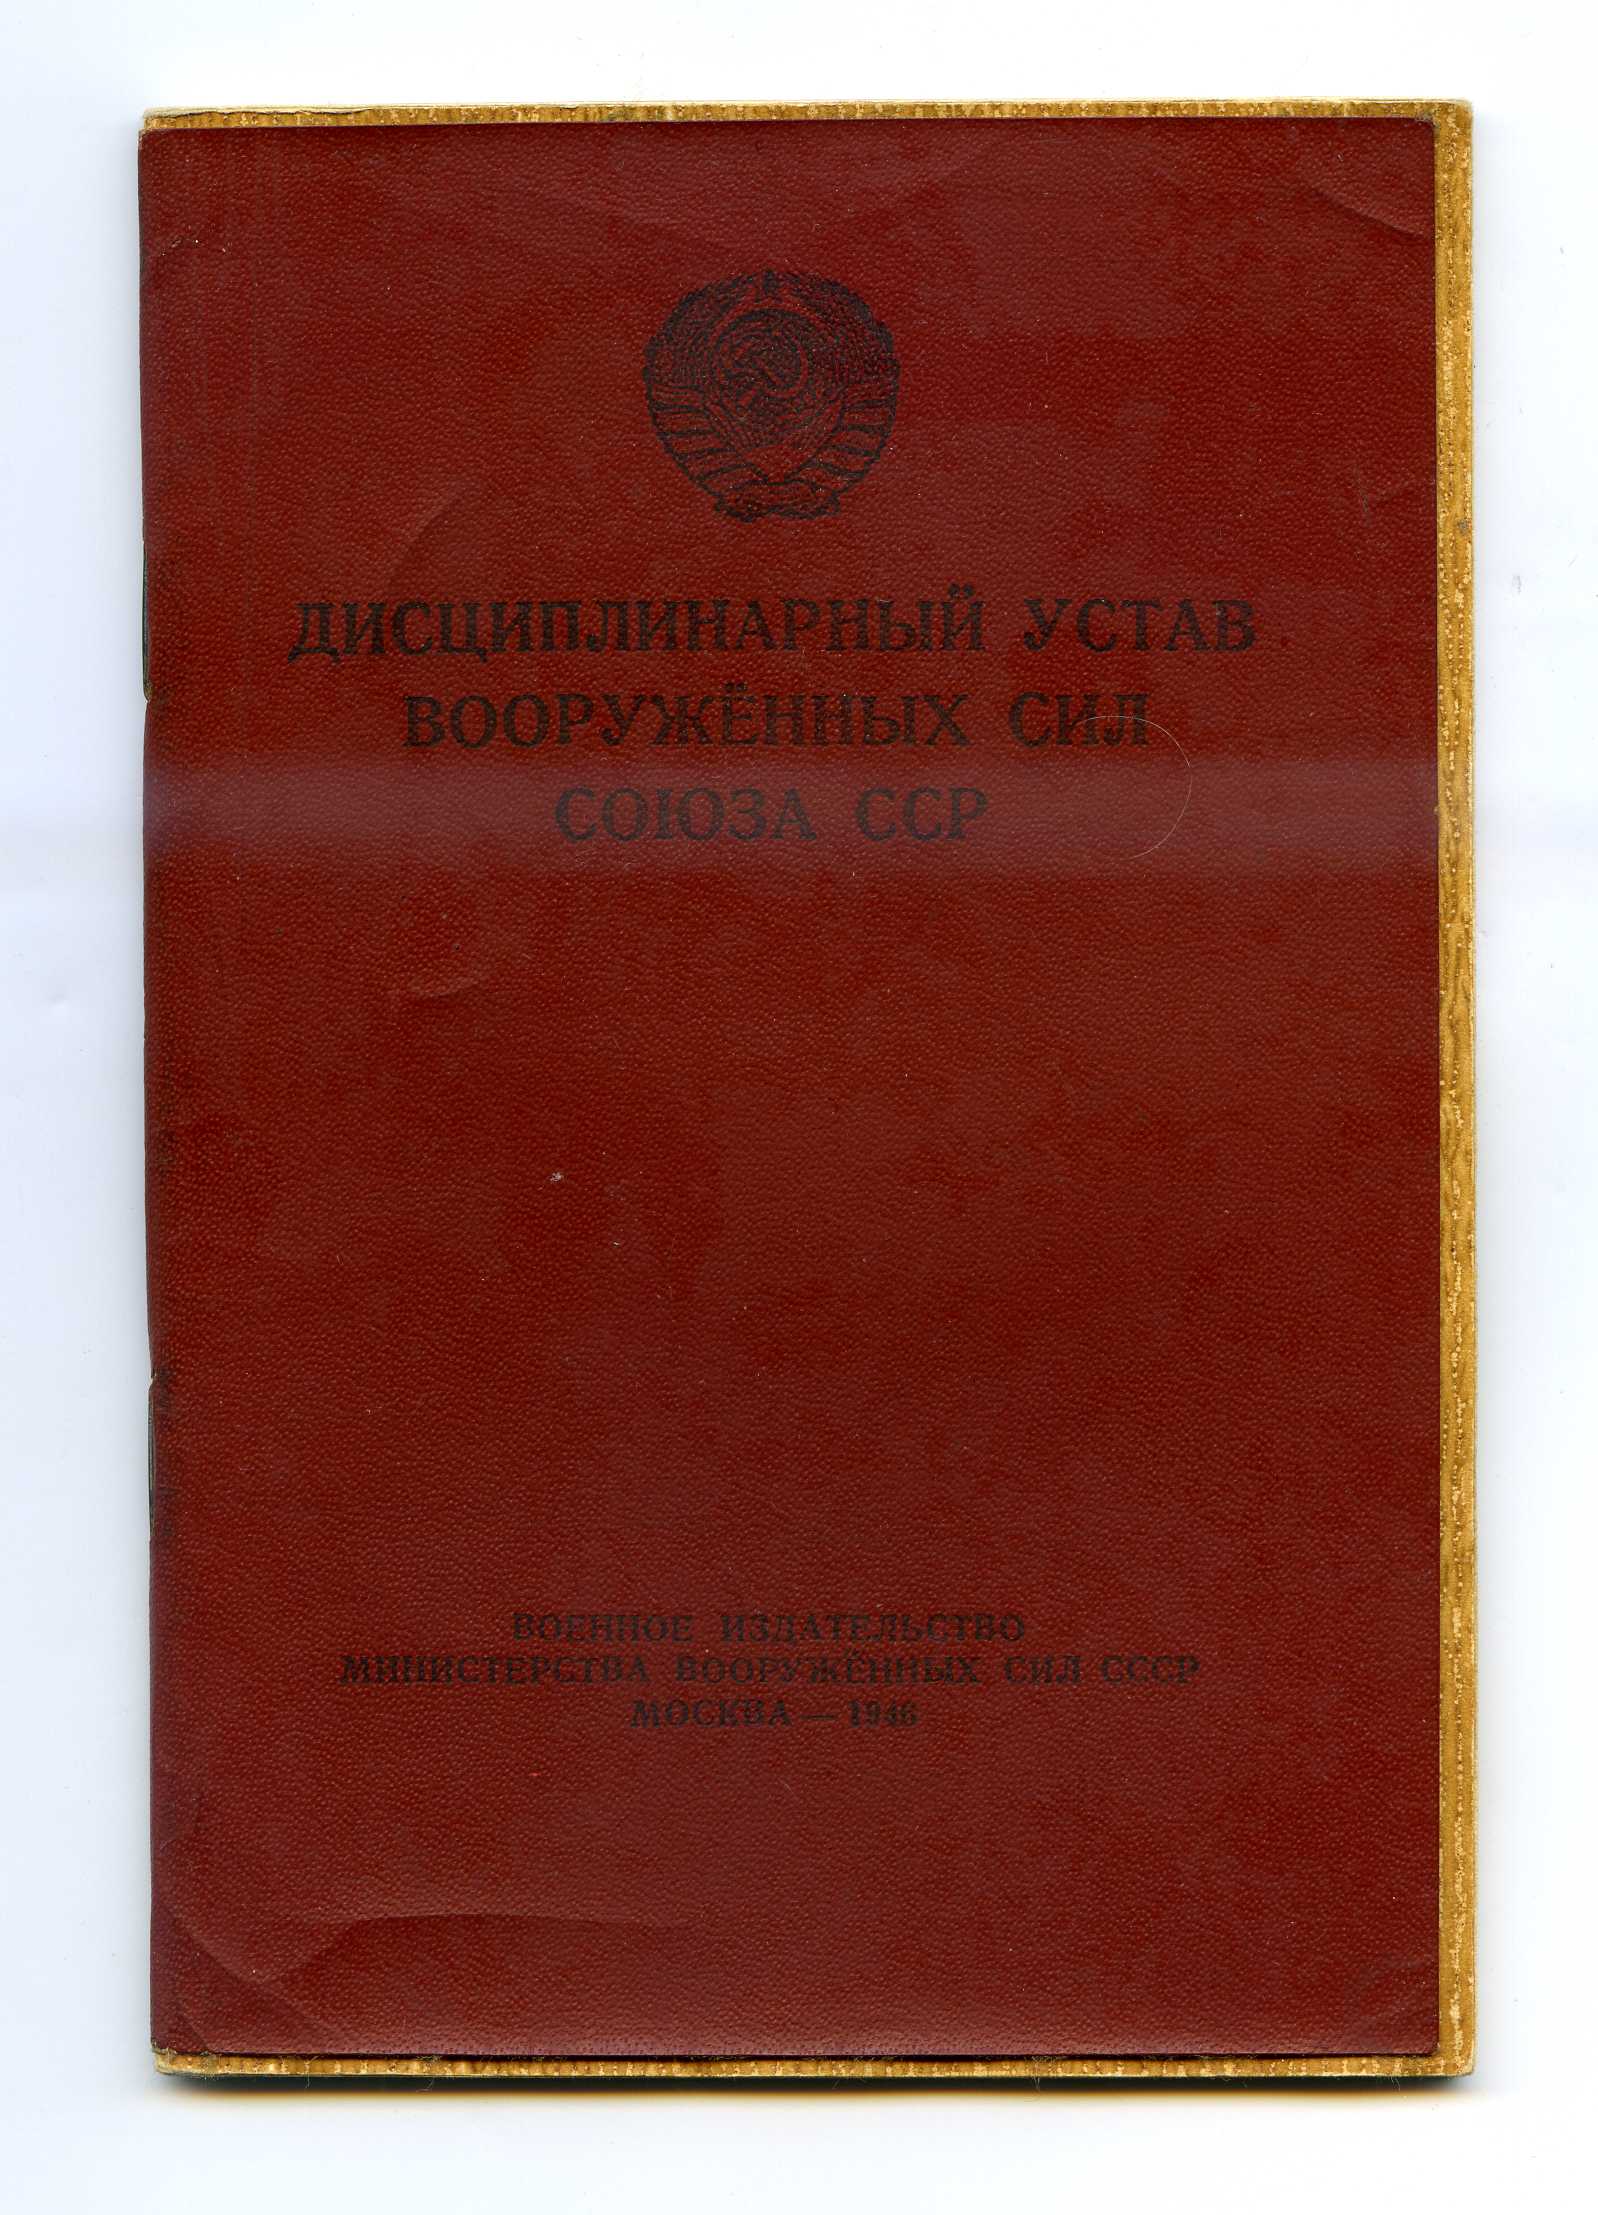 ДИСЦИПЛИНАРНЫЙ УСТАВ
ВООРУЖЁННЫХ СИЛ
СОЮЗА ССР
ВОЕННОЕ ИЗДАТЕЛЬСТВО
МИНИСТЕРСТВА ВООРУЖЁННЫХ СИЛ СССР
МОСКВА — 1946